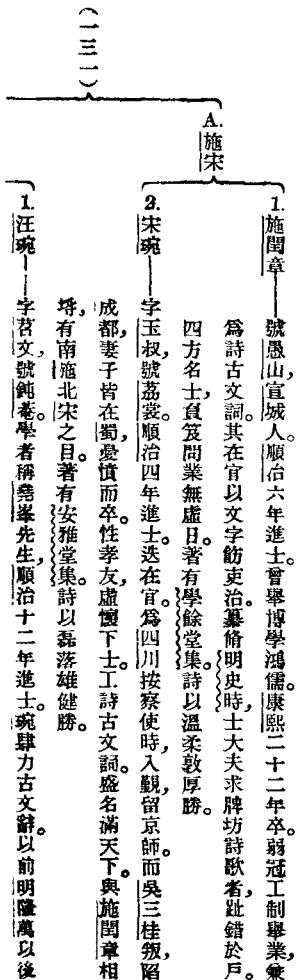 (一三一)
A. 施宋
1. 施閏章——號愚山，宣城人。順治六年進士。曾舉博學鴻儒。康熙二十二年卒。弱冠工制舉業，兼
爲詩古文詞。其在官以文字飭吏治。纂脩明史時，士大夫求牌坊詩歌者趾錯於戶。
四方名士，負笈問業無虛日。著有學餘堂集。詩以溫柔敦厚勝。
2. 宋琬——字玉叔，號荔裳。順治四年進士。迭在官。爲四川按察使時，入覲，留京師。而吳三桂叛，陷
成都，妻子皆在蜀，憂憤而卒。性孝友，虛懷下士。工詩古文詞。盛名滿天下。與施閏章相
埒，有南施北宋之目。著有安雅堂集。詩以磊落雄健勝。
1. 汪琬——字苕文，號鈍菴。學者稱堯峯先生，順治十二年進士。琬肆力古文辭。以前明隆萬以後